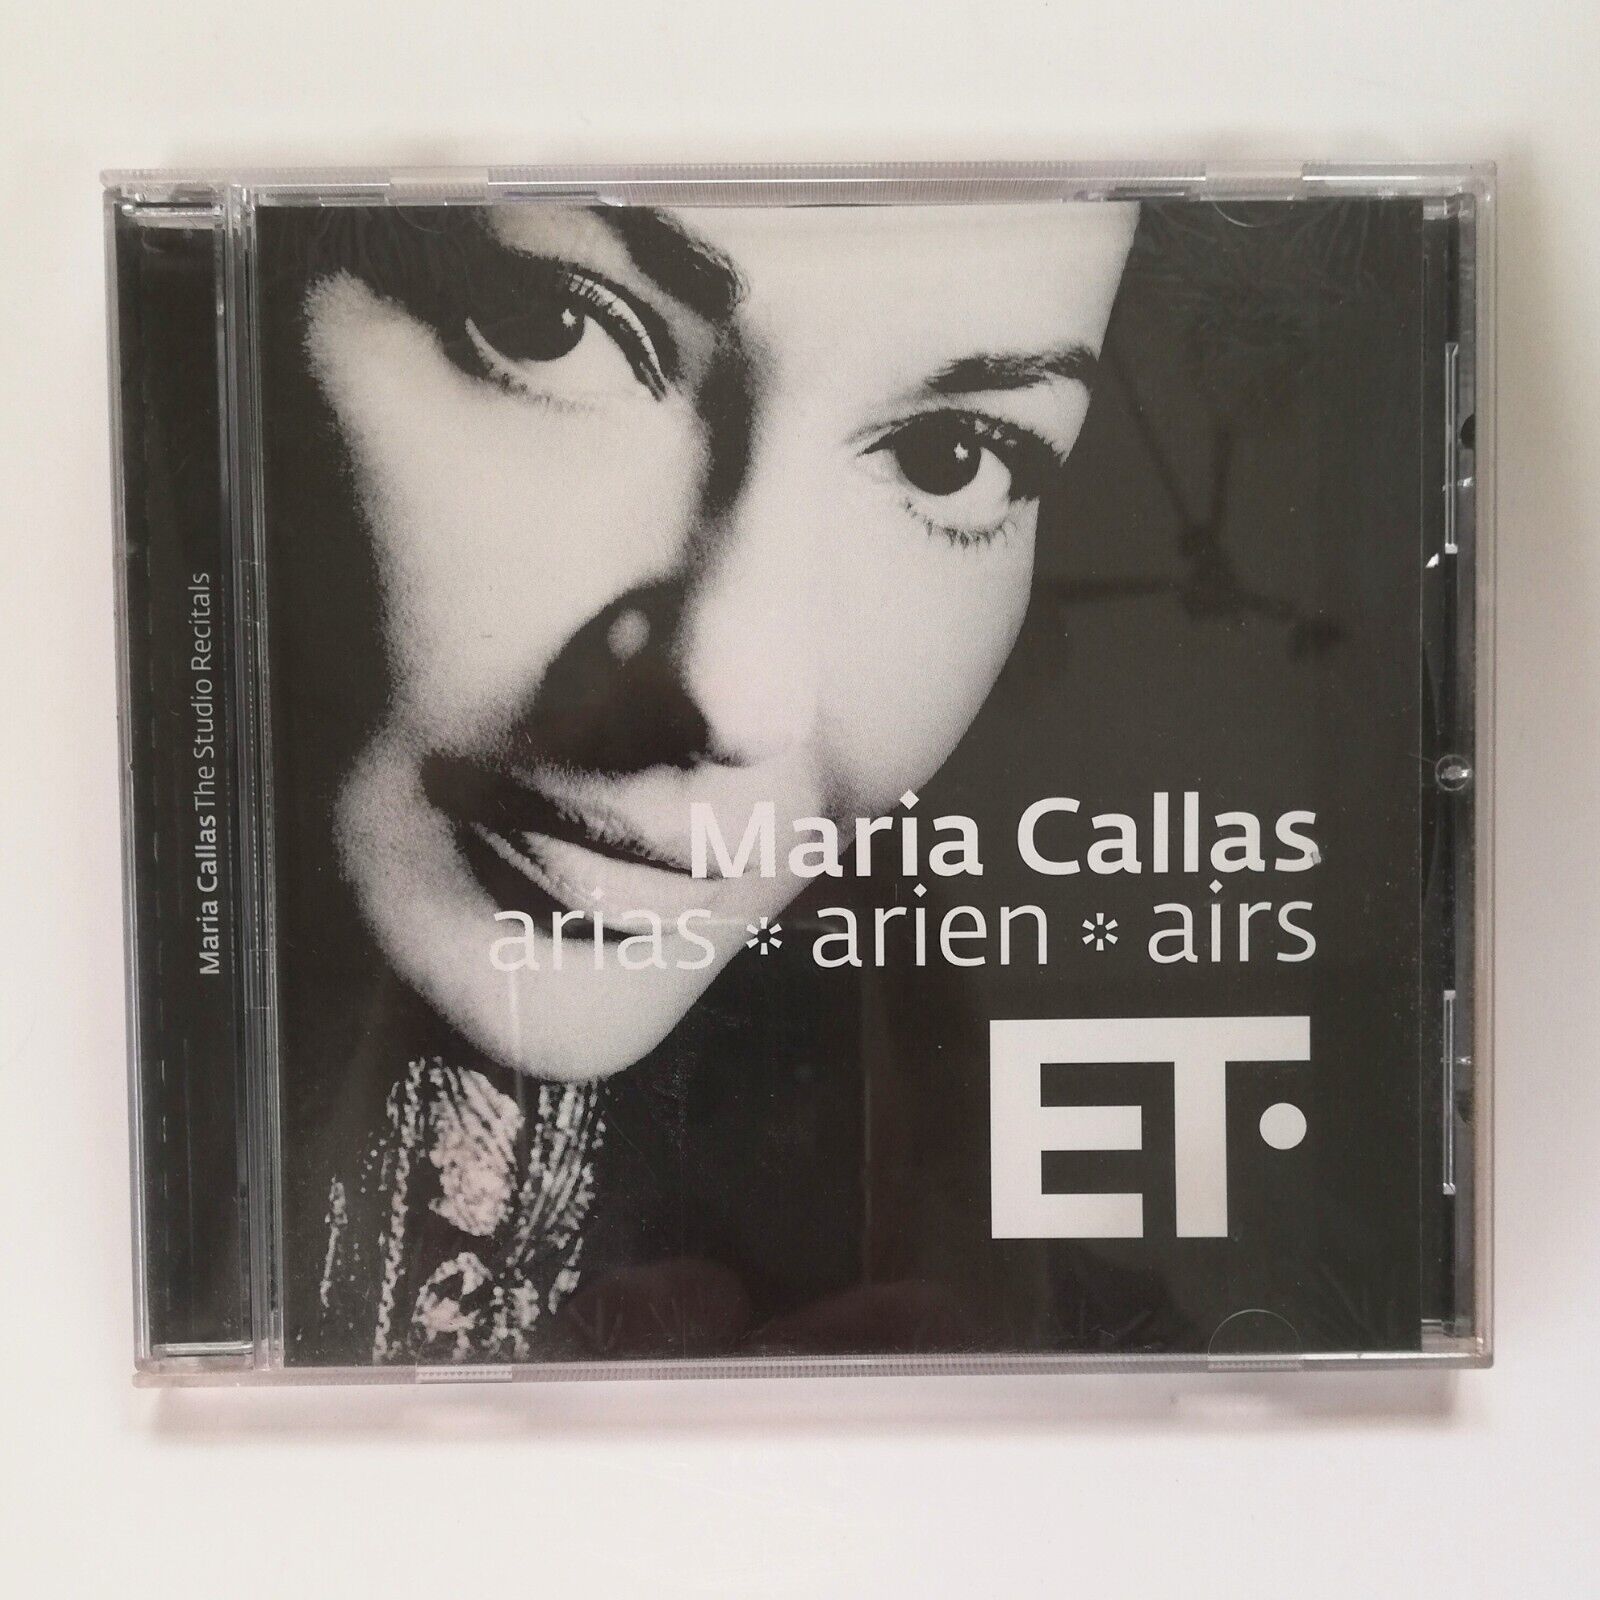 Maria Callas The Studio Recitals
Maria Callas
arias * arien * airs
ET.